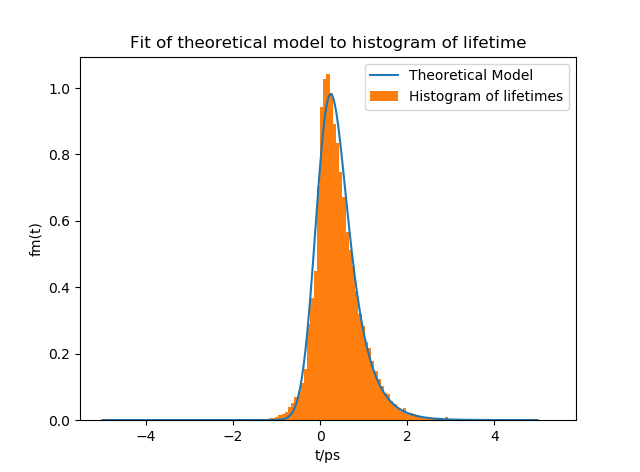 Fit of theoretical model to histogram of lifetime
Theoretical Model
Histogram of lifetimes
fm(t)
1.0
0.8
0.6
0.4
0.2
0.0
−4 −2 0 2 4
t/ps